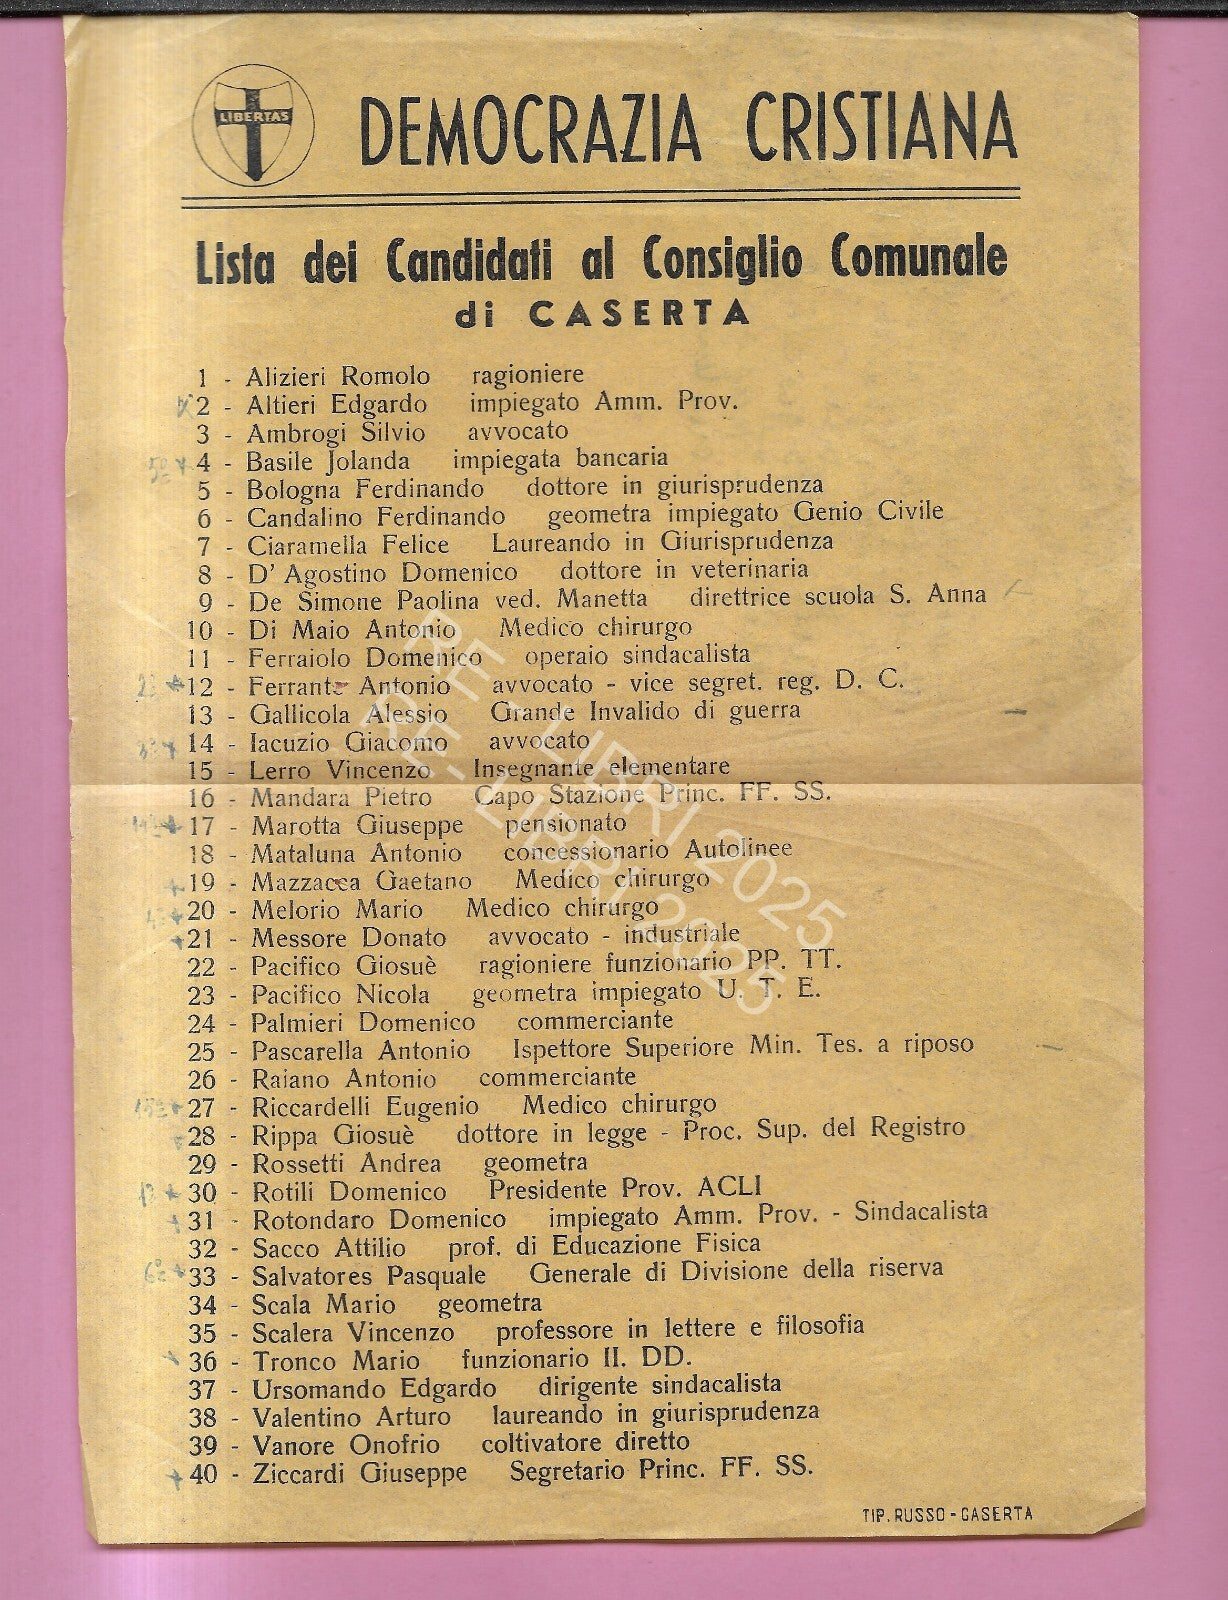 LIBERTAS
DEMOCRAZIA CRISTIANA
Lista dei Candidati al Consiglio Comunale
di CASERTA
1 - Alizieri Romolo ragioniere
2 - Altieri Edgardo impiegato Amm. Prov.
3 - Ambrogi Silvio avvocato
4 - Basile Jolanda impiegata bancaria
5 - Bologna Ferdinando dottore in giurisprudenza
6 - Candalino Ferdinando geometra impiegato Genio Civile
7 - Ciaramella Felice Laureando in Giurisprudenza
8 - D' Agostino Domenico dottore in veterinaria
9 - De Simone Paolina ved. Manetta direttrice scuola S. Anna
10 - Di Maio Antonio Medico chirurgo
11 - Ferraiolo Domenico operaio sindacalista
12 - Ferrante Antonio avvocato - vice segret. reg. D. C.
13 - Gallicola Alessio Grande Invalido di guerra
14 - Iacuzio Giacomo avvocato
15 - Lerro Vincenzo Insegnante elementare
16 - Mandara Pietro Capo Stazione Princ. FF. SS.
17 - Marotta Giuseppe pensionato
18 - Mataluna Antonio concessionario Autolinee
19 - Mazzacca Gaetano Medico chirurgo
20 - Melorio Mario Medico chirurgo
21 - Messore Donato avvocato - industriale
22 - Pacifico Giosuè ragioniere funzionario PP. TT.
23 - Pacifico Nicola geometra impiegato U. T. E.
24 - Palmieri Domenico commerciante
25 - Pascarella Antonio Ispettore Superiore Min. Tes. a riposo
26 - Raiano Antonio commerciante
27 - Riccardelli Eugenio Medico chirurgo
28 - Rippa Giosuè dottore in legge - Proc. Sup. del Registro
29 - Rossetti Andrea geometra
30 - Rotili Domenico Presidente Prov. ACLI
31 - Rotondaro Domenico impiegato Amm. Prov. - Sindacalista
32 - Sacco Attilio prof. di Educazione Fisica
33 - Salvatores Pasquale Generale di Divisione della riserva
34 - Scala Mario geometra
35 - Scalera Vincenzo professore in lettere e filosofia
36 - Tronco Mario funzionario II. DD.
37 - Ursomando Edgardo dirigente sindacalista
38 - Valentino Arturo laureando in giurisprudenza
39 - Vanore Onofrio coltivatore diretto
40 - Ziccardi Giuseppe Segretario Princ. FF. SS.
TIP. RUSSO - CASERTA
RE - LIBRI 2025
RE - LIBRI 2025